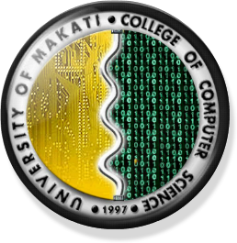 UNIVERSITY OF MAKATI • COLLEGE OF COMPUTER SCIENCE
• 1997 •